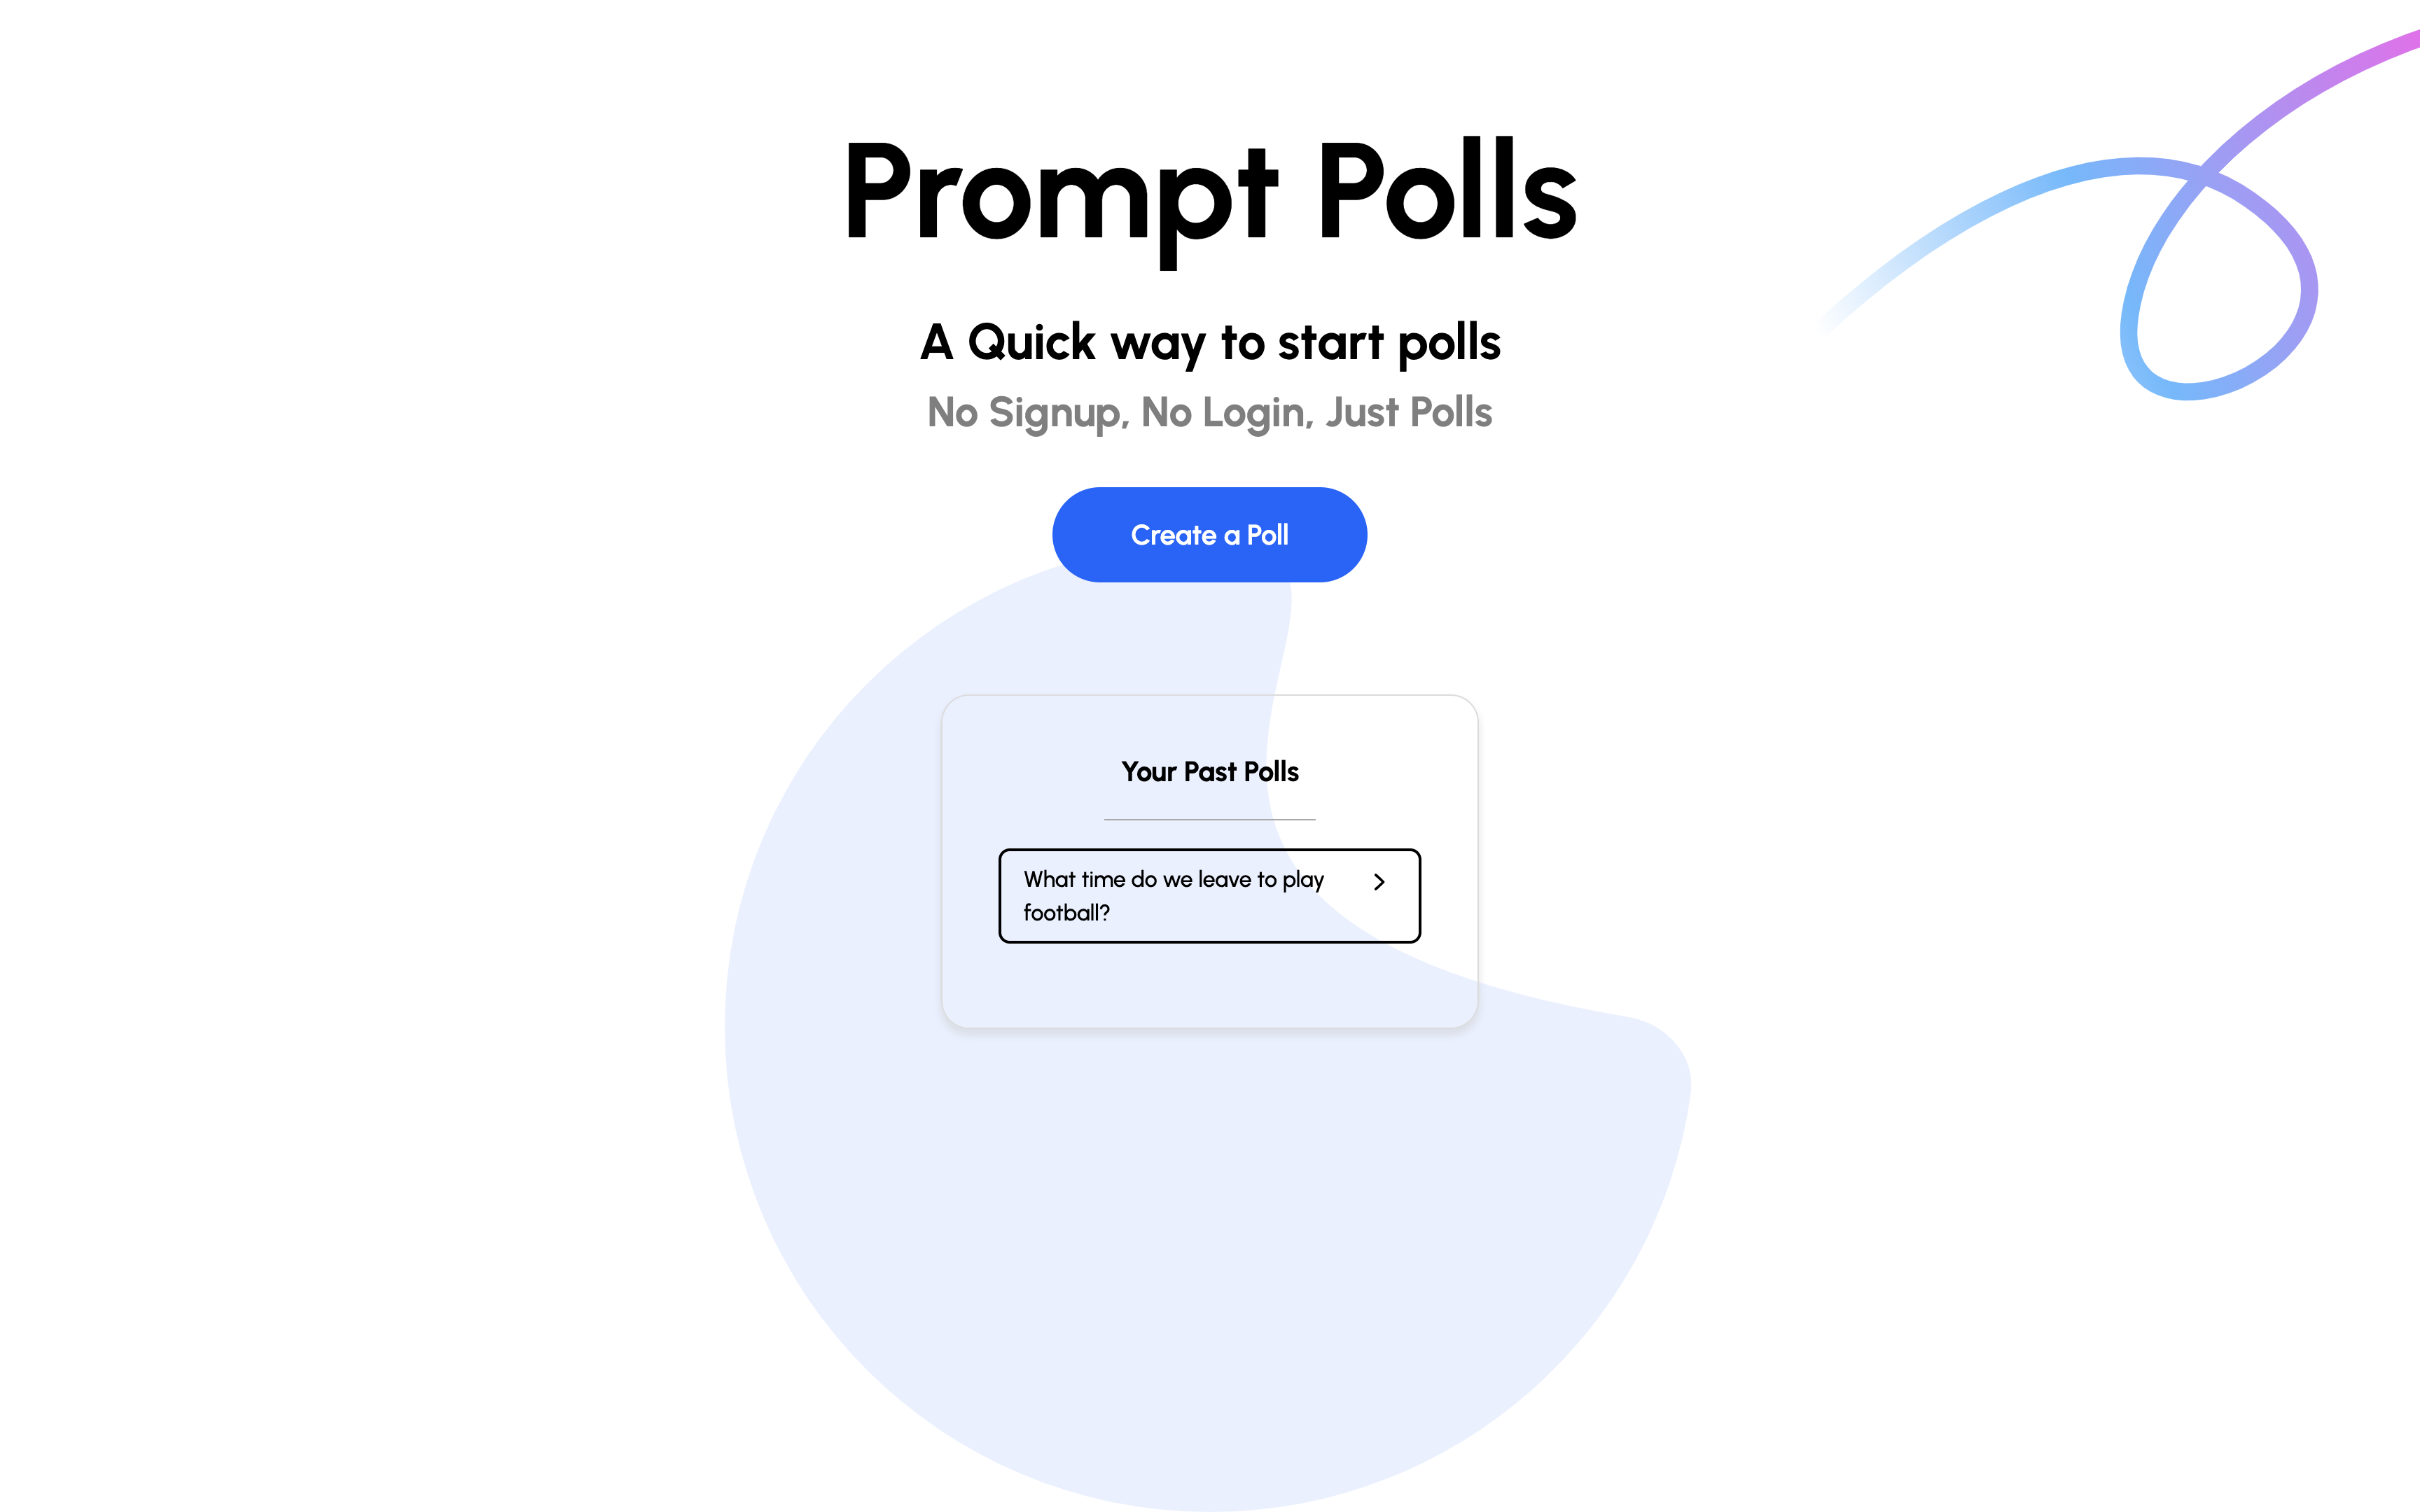 Prompt Polls
A Quick way to start polls
No Signup, No Login, Just Polls
Create a Poll
Your Past Polls
What time do we leave to play
football?